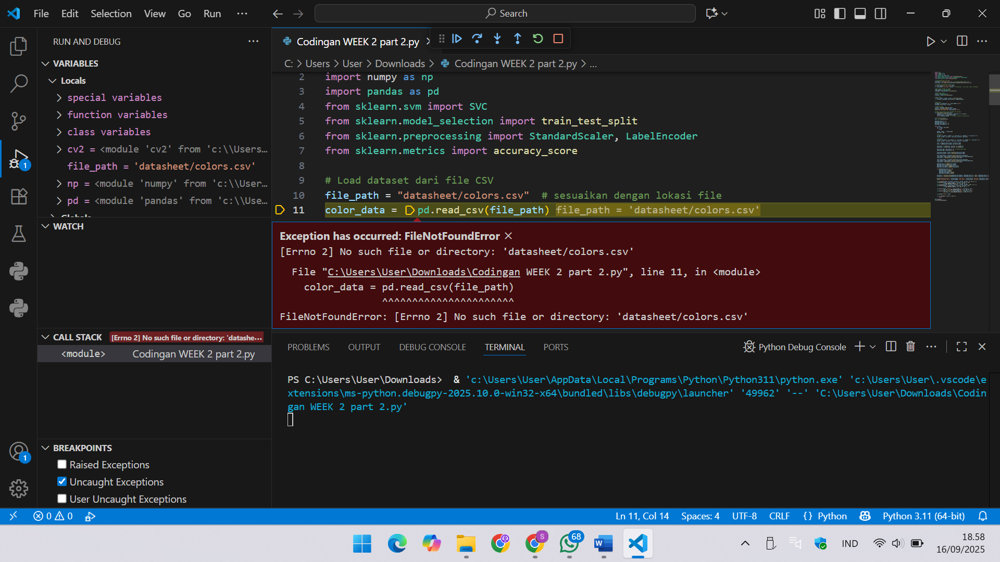 File Edit Selection View Go Run ···
Search
RUN AND DEBUG ···
VARIABLES
Locals
special variables
function variables
class variables
cv2 = <module 'cv2' from 'c:\\Users...
file_path = 'datasheet/colors.csv'
np = <module 'numpy' from 'c:\\User...
pd = <module 'pandas' from 'c:\\Use...
Globals
WATCH
CALL STACK [Errno 2] No such file or directory: 'datashe...
<module> Codingan WEEK 2 part 2.py
BREAKPOINTS
Raised Exceptions
Uncaught Exceptions
User Uncaught Exceptions
1
1
Codingan WEEK 2 part 2.py
C: > Users > User > Downloads > Codingan WEEK 2 part 2.py > ...
2 import numpy as np
3 import pandas as pd
4 from sklearn.svm import SVC
5 from sklearn.model_selection import train_test_split
6 from sklearn.preprocessing import StandardScaler, LabelEncoder
7 from sklearn.metrics import accuracy_score
8
9 # Load dataset dari file CSV
10 file_path = "datasheet/colors.csv" # sesuaikan dengan lokasi file
11 color_data = pd.read_csv(file_path) file_path = 'datasheet/colors.csv'
Exception has occurred: FileNotFoundError
[Errno 2] No such file or directory: 'datasheet/colors.csv'
File "C:\Users\User\Downloads\Codingan WEEK 2 part 2.py", line 11, in <module>
color_data = pd.read_csv(file_path)
^^^^^^^^^^^^^^^^^^^^^^
FileNotFoundError: [Errno 2] No such file or directory: 'datasheet/colors.csv'
PROBLEMS OUTPUT DEBUG CONSOLE TERMINAL PORTS Python Debug Console
PS C:\Users\User\Downloads> & 'c:\Users\User\AppData\Local\Programs\Python\Python311\python.exe' 'c:\Users\User\.vscode\e
xtensions\ms-python.debugpy-2025.10.0-win32-x64\bundled\libs\debugpy\launcher' '49962' '--' 'C:\Users\User\Downloads\Codin
gan WEEK 2 part 2.py'
0 0 Ln 11, Col 14 Spaces: 4 UTF-8 CRLF {} Python Python 3.11 (64-bit)
S 68 W IND 18.58
16/09/2025